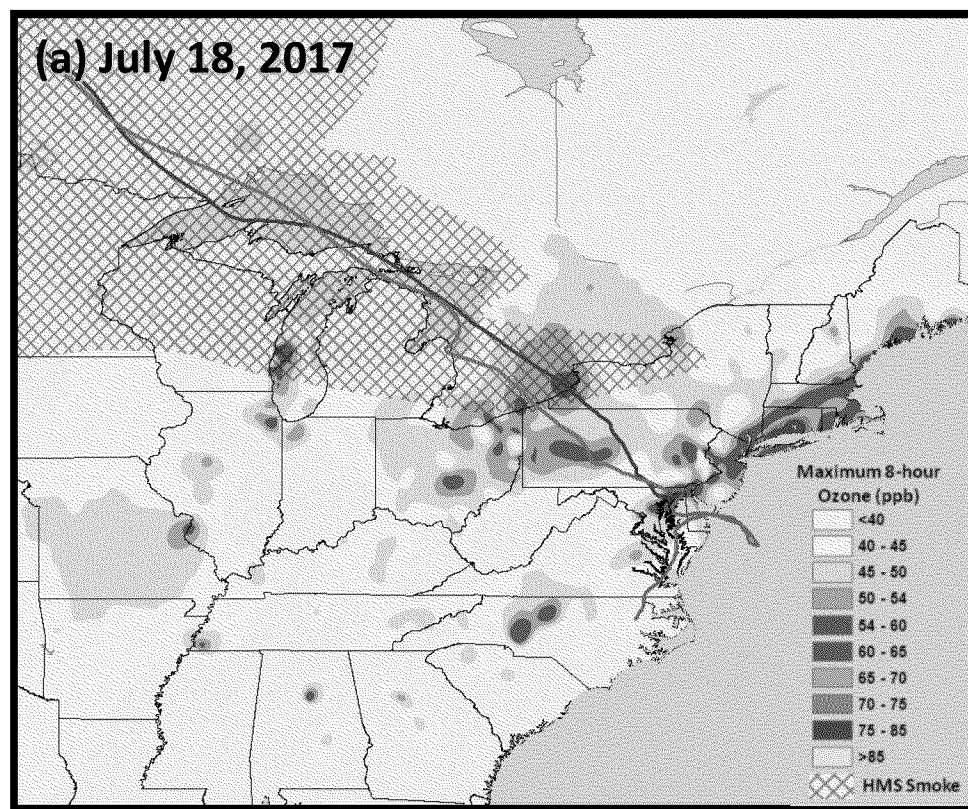 (a) July 18, 2017
Maximum 8-hour
Ozone (ppb)
<40
40 - 45
45 - 50
50 - 54
54 - 60
60 - 65
65 - 70
70 - 75
75 - 85
>85
HMS Smoke